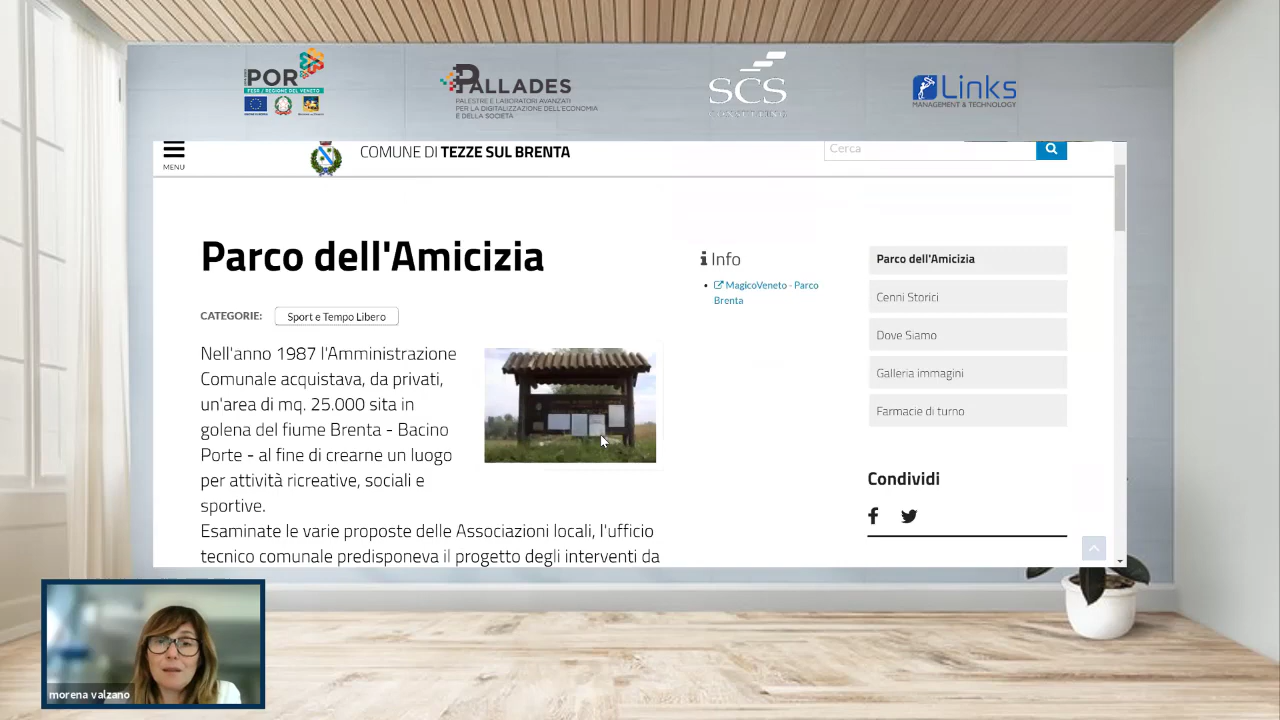 POR
FESR / REGIONE DEL VENETO
PALLADES
PALESTRE E LABORATORI AVANZATI
PER LA DIGITALIZZAZIONE DELL'ECONOMIA
E DELLA SOCIETÀ
SCS
CONSULTING
Links
MANAGEMENT & TECHNOLOGY
MENU
COMUNE DI TEZZE SUL BRENTA
Cerca
Parco dell'Amicizia
CATEGORIE: Sport e Tempo Libero
Nell'anno 1987 l'Amministrazione
Comunale acquistava, da privati,
un'area di mq. 25.000 sita in
golena del fiume Brenta - Bacino
Porte - al fine di crearne un luogo
per attività ricreative, sociali e
sportive.
Esaminate le varie proposte delle Associazioni locali, l'ufficio
tecnico comunale predisponeva il progetto degli interventi da
Info
MagicoVeneto - Parco
Brenta
Parco dell'Amicizia
Cenni Storici
Dove Siamo
Galleria immagini
Farmacie di turno
Condividi
morena valzano